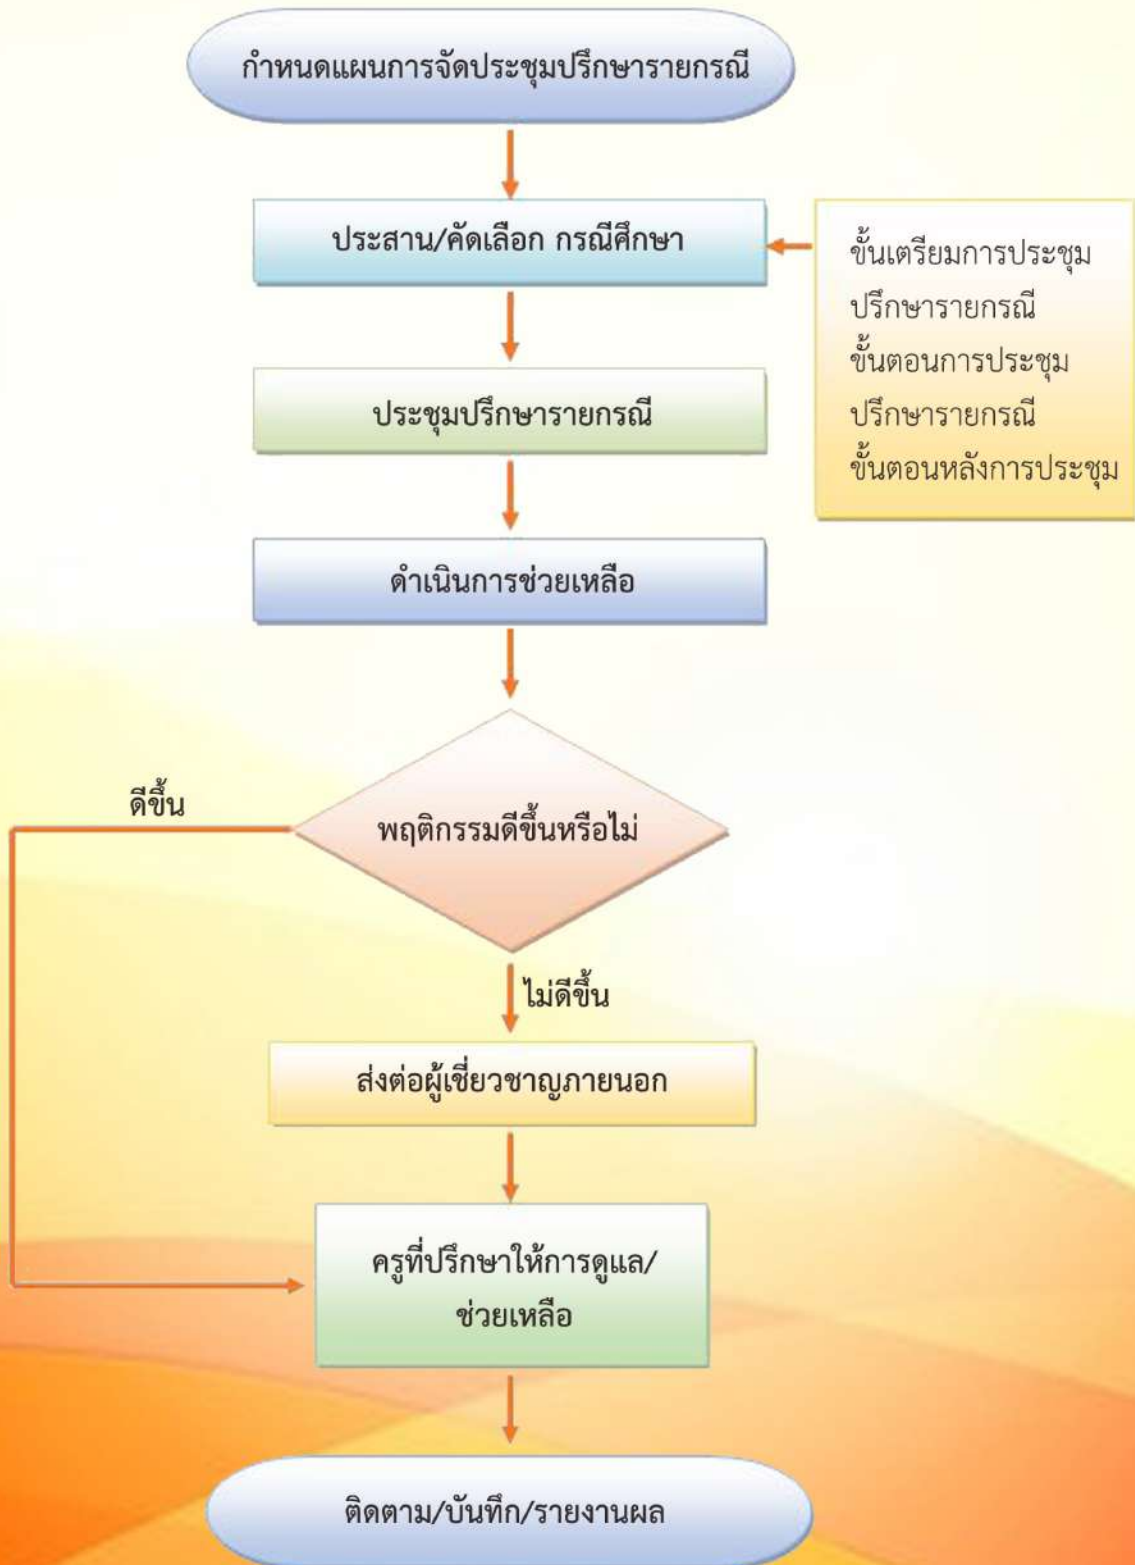 กำหนดแผนการจัดประชุมปรึกษารายกรณี
ประสาน/คัดเลือก กรณีศึกษา
ขั้นเตรียมการประชุม
ปรึกษารายกรณี
ขั้นตอนการประชุม
ปรึกษารายกรณี
ขั้นตอนหลังการประชุม
ประชุมปรึกษารายกรณี
ดำเนินการช่วยเหลือ
พฤติกรรมดีขึ้นหรือไม่
ดีขึ้น
ไม่ดีขึ้น
ส่งต่อผู้เชี่ยวชาญภายนอก
ครูที่ปรึกษาให้การดูแล/
ช่วยเหลือ
ติดตาม/บันทึก/รายงานผล